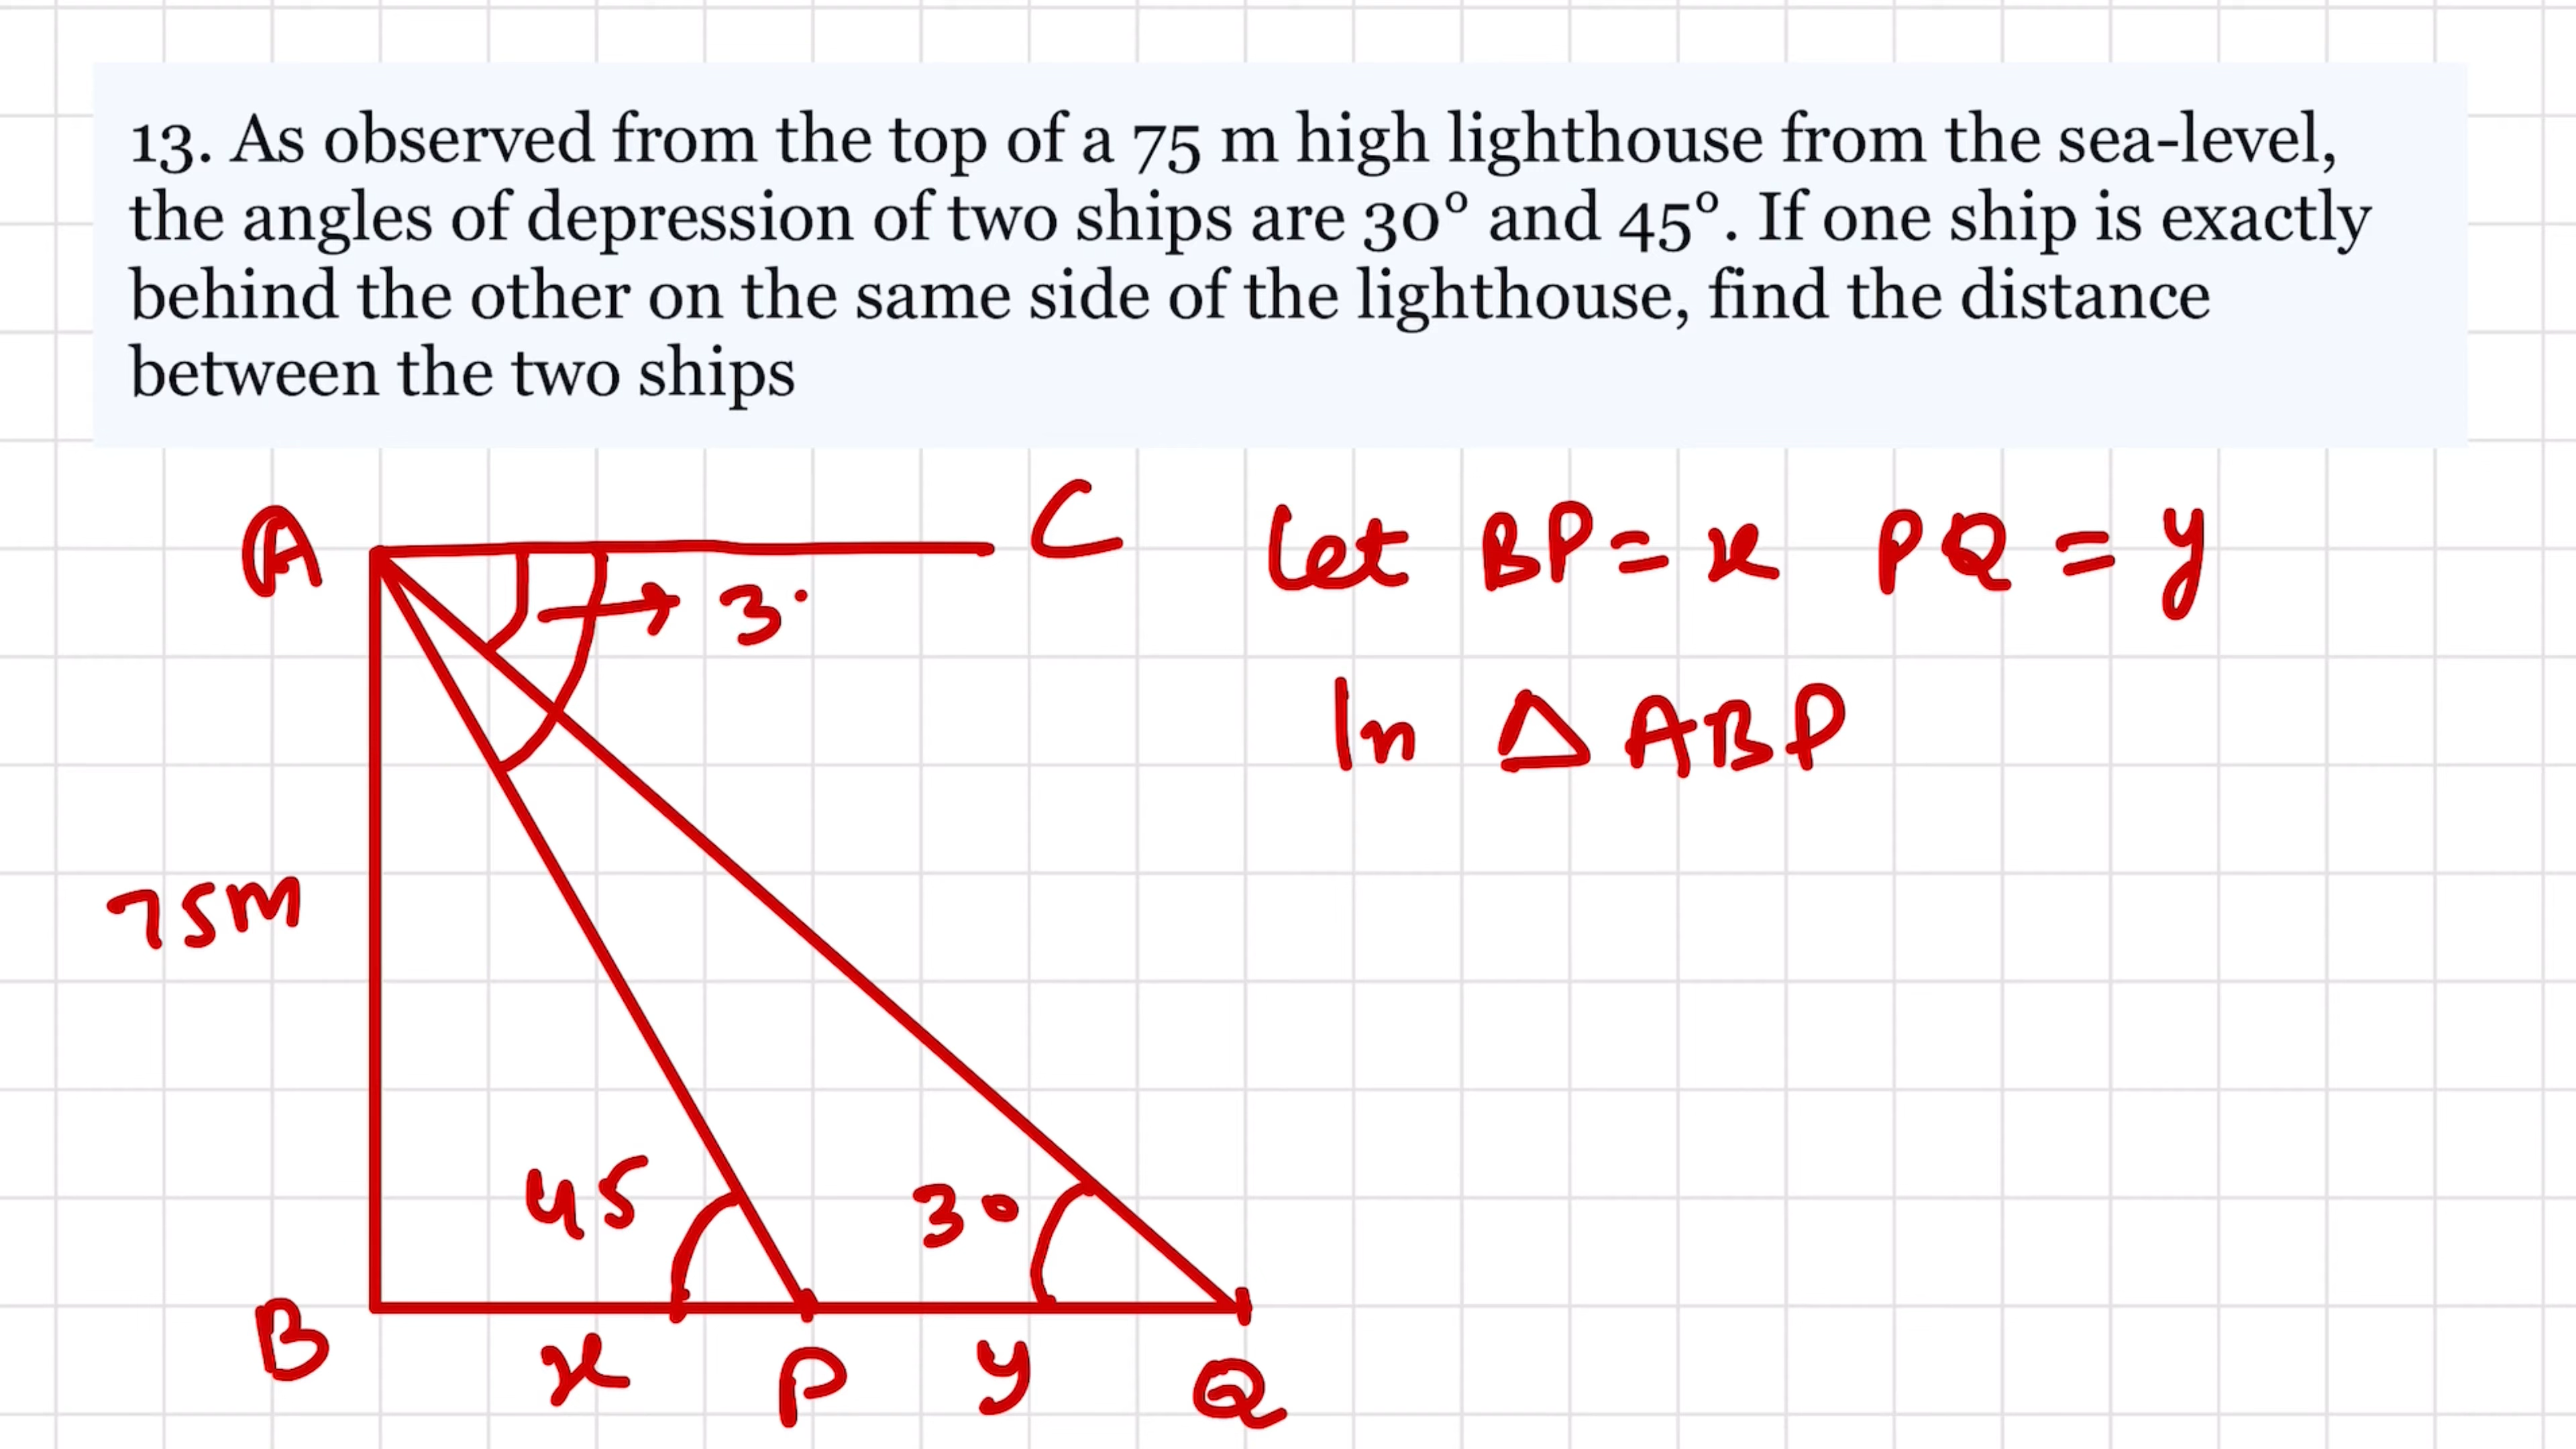 13. As observed from the top of a 75 m high lighthouse from the sea-level,
the angles of depression of two ships are 30° and 45°. If one ship is exactly
behind the other on the same side of the lighthouse, find the distance
between the two ships
A
C
let BP = x PQ = y
30
In △ ABP
75m
45
30
B
x
P
y
Q